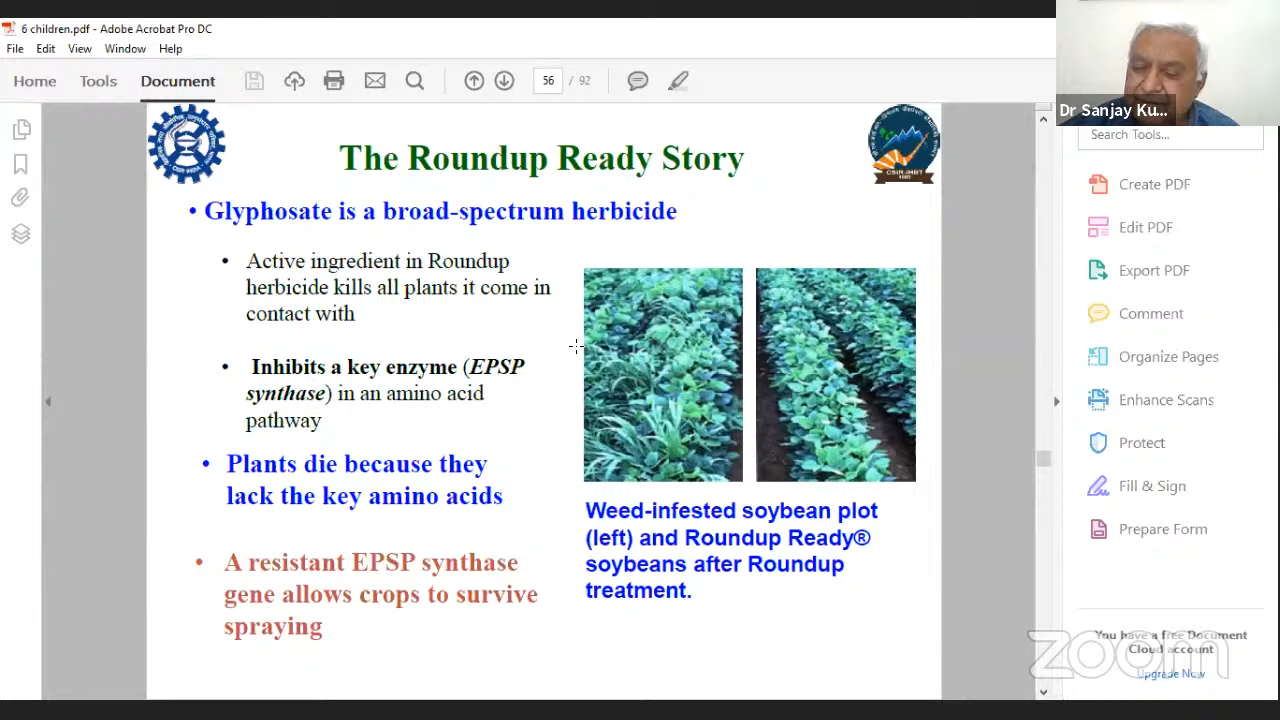 6 children.pdf - Adobe Acrobat Pro DC
File Edit View Window Help
Home Tools Document 56 / 92
Dr Sanjay Ku...
Search Tools...
The Roundup Ready Story
CSIR-IHBT
• Glyphosate is a broad-spectrum herbicide
• Active ingredient in Roundup
herbicide kills all plants it come in
contact with
• Inhibits a key enzyme (EPSP
synthase) in an amino acid
pathway
• Plants die because they
lack the key amino acids
• A resistant EPSP synthase
gene allows crops to survive
spraying
Weed-infested soybean plot
(left) and Roundup Ready®
soybeans after Roundup
treatment.
Create PDF
Edit PDF
Export PDF
Comment
Organize Pages
Enhance Scans
Protect
Fill & Sign
Prepare Form
You have a free Document
Cloud account
Upgrade Now
zoom